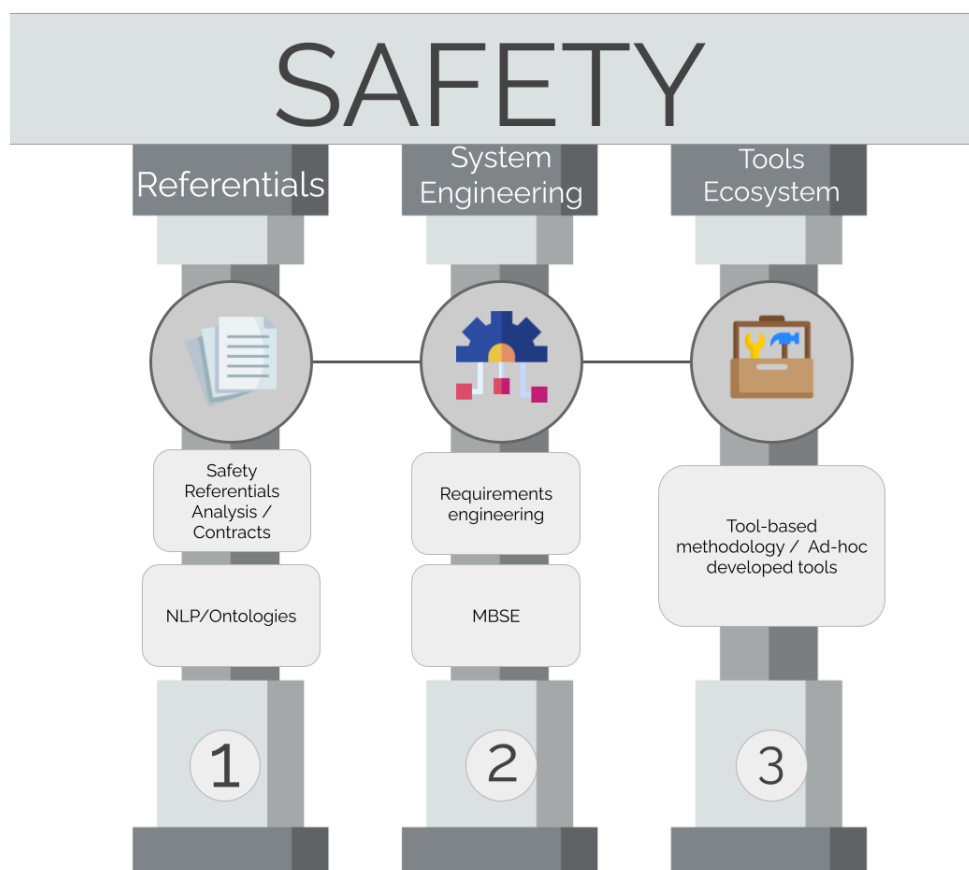 SAFETY
Referentials
System
Engineering
Tools
Ecosystem
Safety
Referentials
Analysis /
Contracts
NLP/Ontologies
Requirements
engineering
MBSE
Tool-based
methodology / Ad-hoc
developed tools
1
2
3